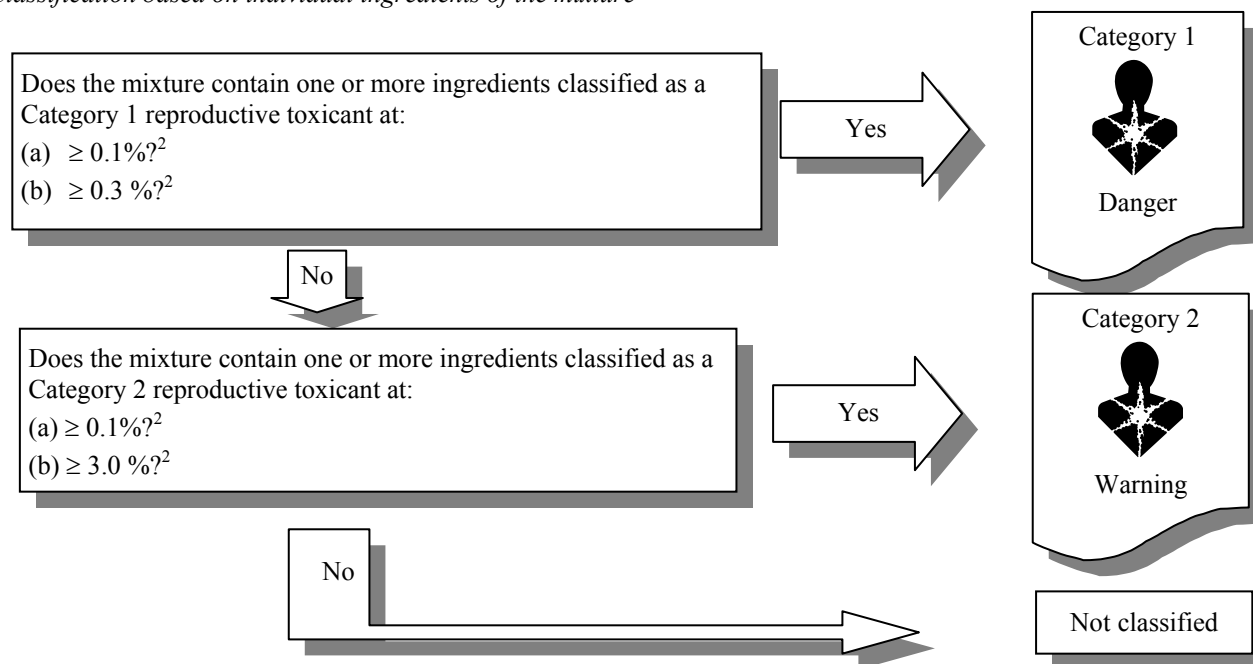 classification based on individual ingredients of the mixture
Does the mixture contain one or more ingredients classified as a
Category 1 reproductive toxicant at:
(a) ≥ 0.1%?²
(b) ≥ 0.3 %?²
Yes
Category 1
Danger
No
Does the mixture contain one or more ingredients classified as a
Category 2 reproductive toxicant at:
(a) ≥ 0.1%?²
(b) ≥ 3.0 %?²
Yes
Category 2
Warning
No
Not classified